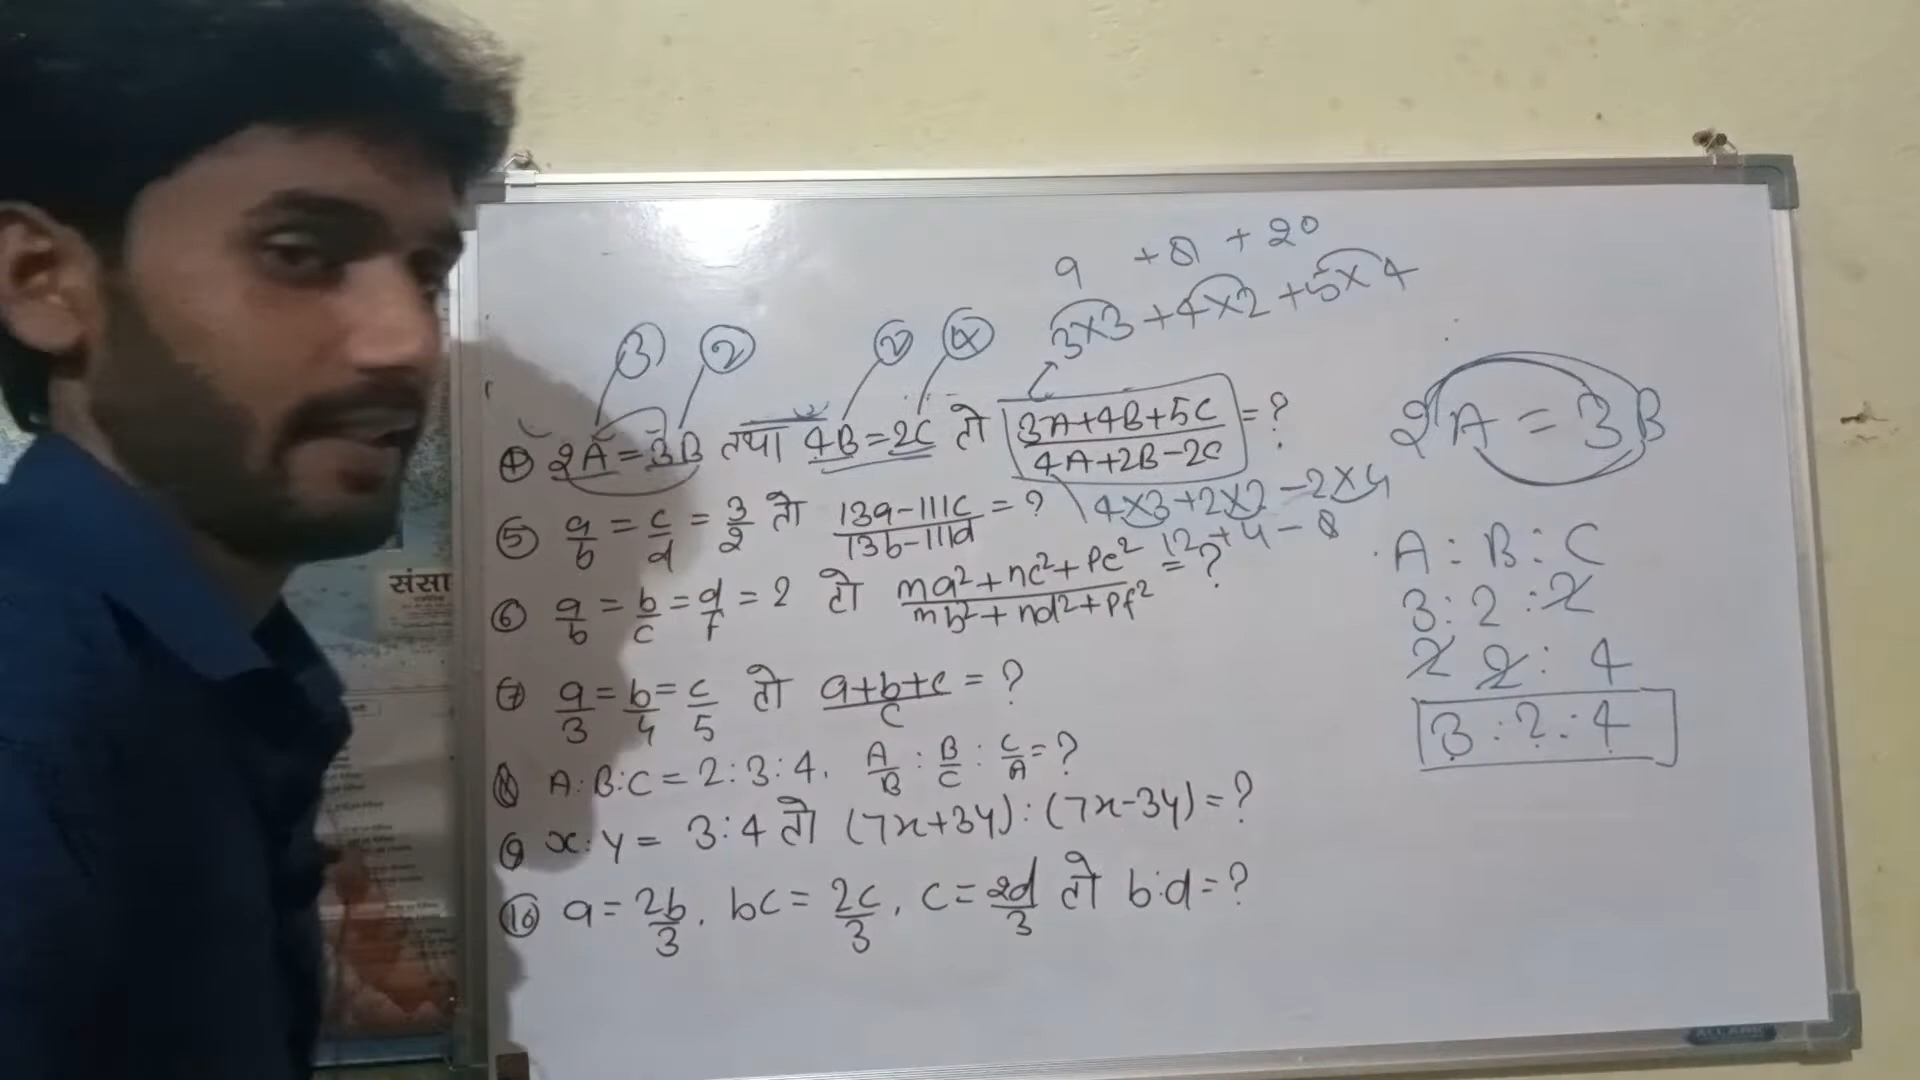 9 + 8 + 20
3×3 + 4×2 + 5×4
3 2 2 4
④ 2A = 3B तथा 4B = 2C तो (3A+4B+5C)/(4A+2B-2C) = ?
4×3+2×2-2×4
12+4-8
⑤ a/b = c/d = 3/2 तो (13a-111c)/(13b-111d) = ?
⑥ a/b = b/c = d/f = 2 तो (ma²+nc²+Pe²)/(mb²+nd²+Pf²) = ?
⑦ a/3 = b/4 = c/5 तो (a+b+c)/c = ?
⑧ A:B:C = 2:3:4. A/B : B/C : C/A = ?
⑨ x:y = 3:4 तो (7x+3y):(7x-3y) = ?
⑩ a = 2b/3, bc = 2c/3, c = 2d/3 तो b:d = ?
2A = 3B
A : B : C
3 : 2 : 2
2 2 : 4
3 : 2 : 4
संसा